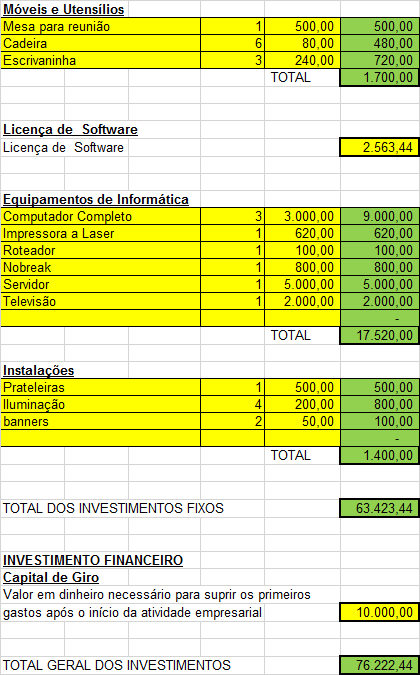 Móveis e Utensílios
Mesa para reunião 1 500,00 500,00
Cadeira 6 80,00 480,00
Escrivaninha 3 240,00 720,00
TOTAL 1.700,00
Licença de Software
Licença de Software 2.563,44
Equipamentos de Informática
Computador Completo 3 3.000,00 9.000,00
Impressora a Laser 1 620,00 620,00
Roteador 1 100,00 100,00
Nobreak 1 800,00 800,00
Servidor 1 5.000,00 5.000,00
Televisão 1 2.000,00 2.000,00
-
TOTAL 17.520,00
Instalações
Prateleiras 1 500,00 500,00
Iluminação 4 200,00 800,00
banners 2 50,00 100,00
-
TOTAL 1.400,00
TOTAL DOS INVESTIMENTOS FIXOS 63.423,44
INVESTIMENTO FINANCEIRO
Capital de Giro
Valor em dinheiro necessário para suprir os primeiros
gastos após o início da atividade empresarial 10.000,00
TOTAL GERAL DOS INVESTIMENTOS 76.222,44